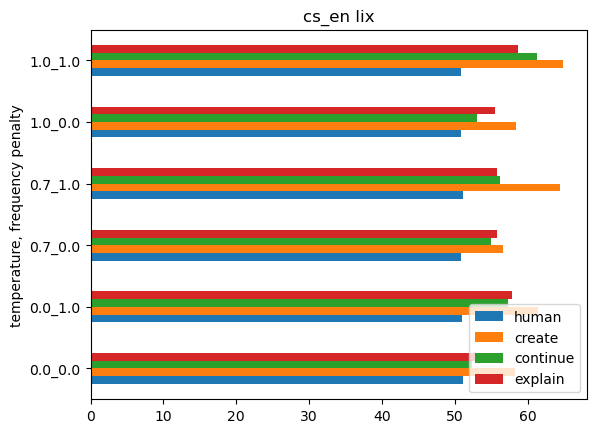 cs_en lix
temperature, frequency penalty
1.0_1.0
1.0_0.0
0.7_1.0
0.7_0.0
0.0_1.0
0.0_0.0
human
create
continue
explain
0 10 20 30 40 50 60